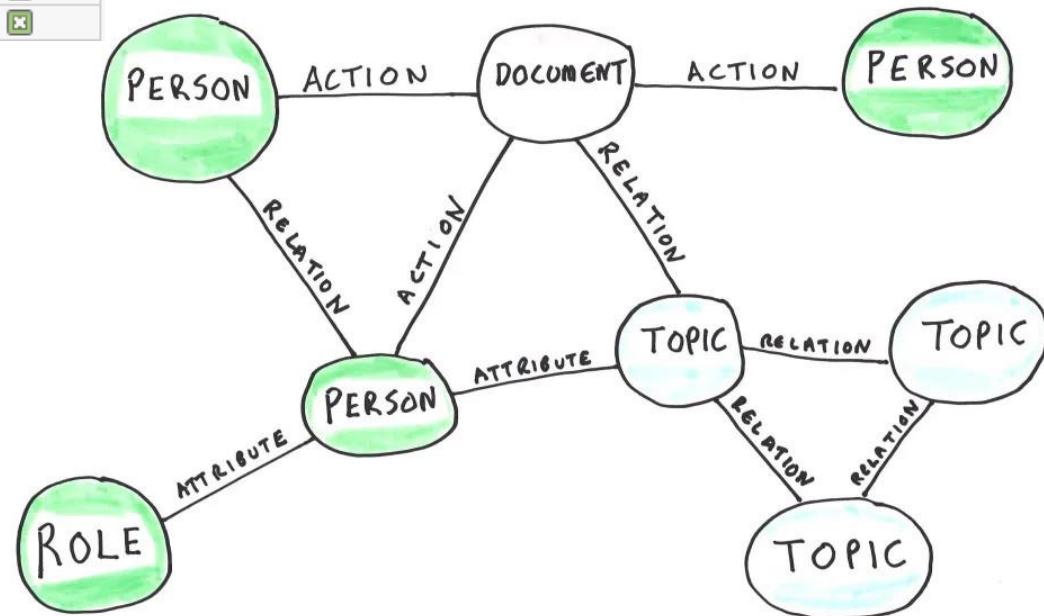 PERSON
ACTION
DOCUMENT
ACTION
PERSON
RELATION
ACTION
RELATION
TOPIC
RELATION
TOPIC
PERSON
ATTRIBUTE
RELATION
RELATION
ATTRIBUTE
ROLE
TOPIC